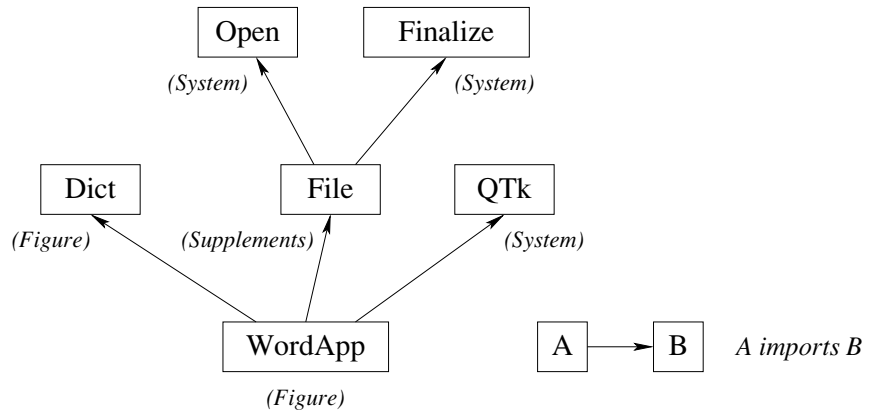 Open
Finalize
(System)
(System)
Dict
File
QTk
(Figure)
(Supplements)
(System)
WordApp
A
B
A imports B
(Figure)